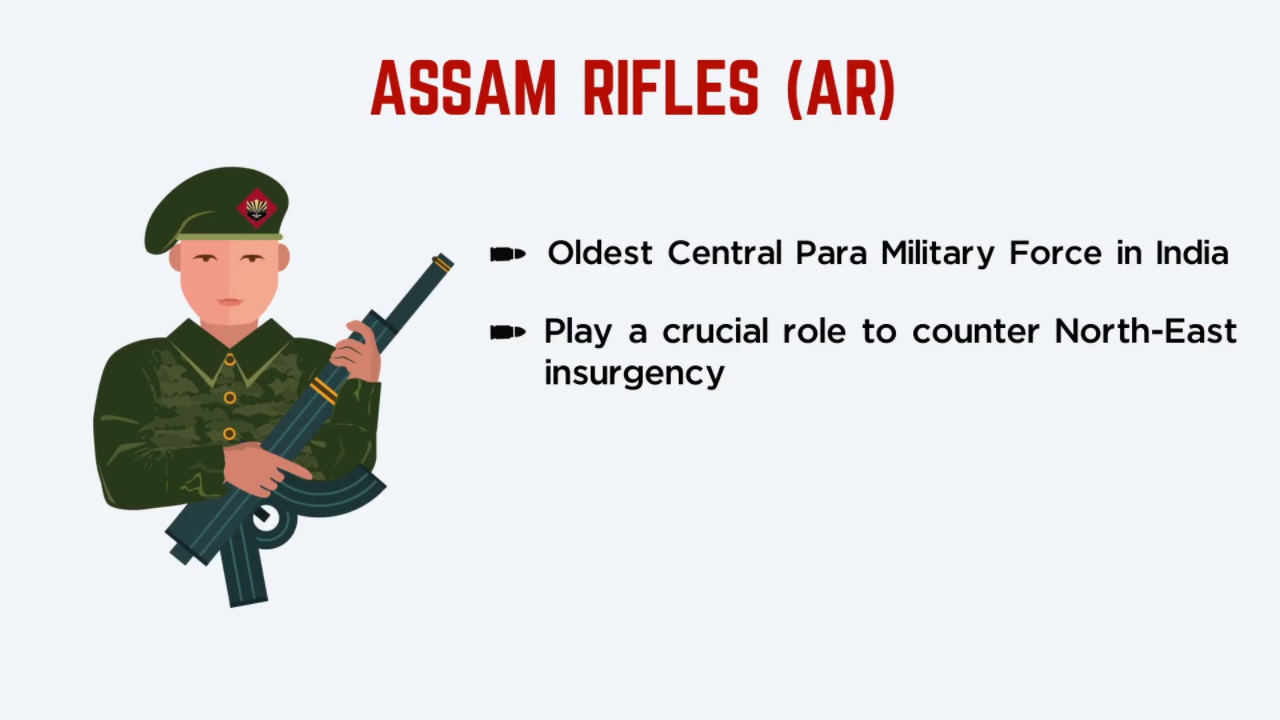 ASSAM RIFLES (AR)
Oldest Central Para Military Force in India
Play a crucial role to counter North-East
insurgency